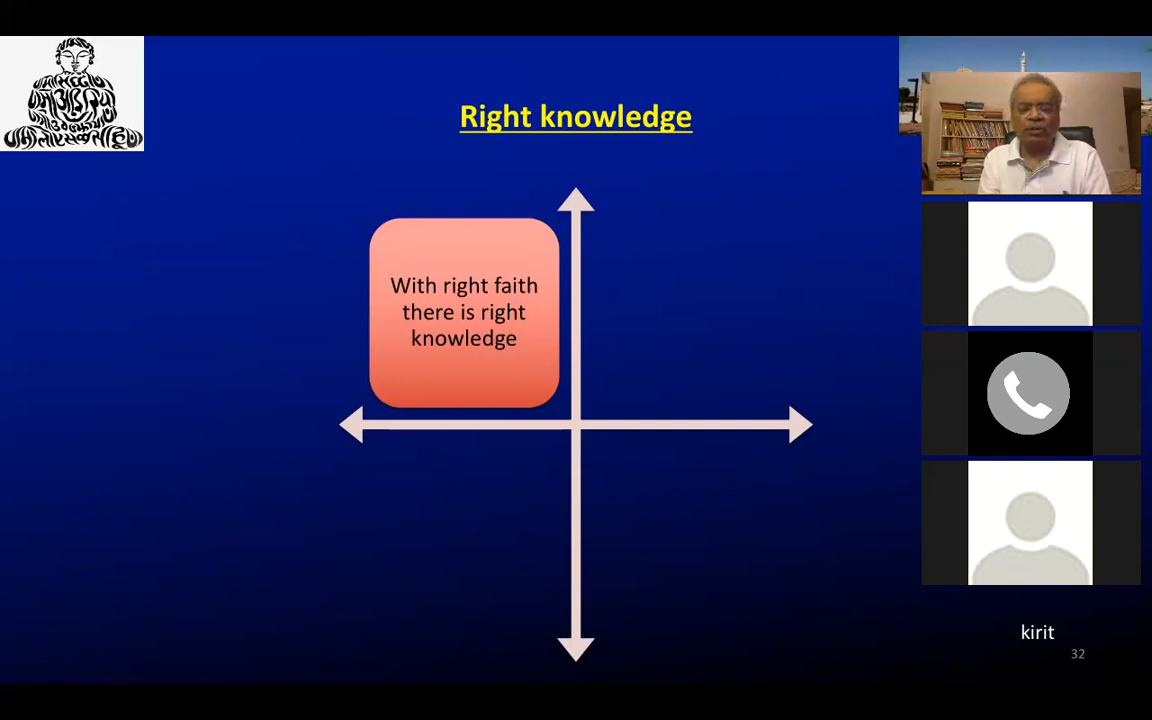 Right knowledge
With right faith
there is right
knowledge
kirit
32